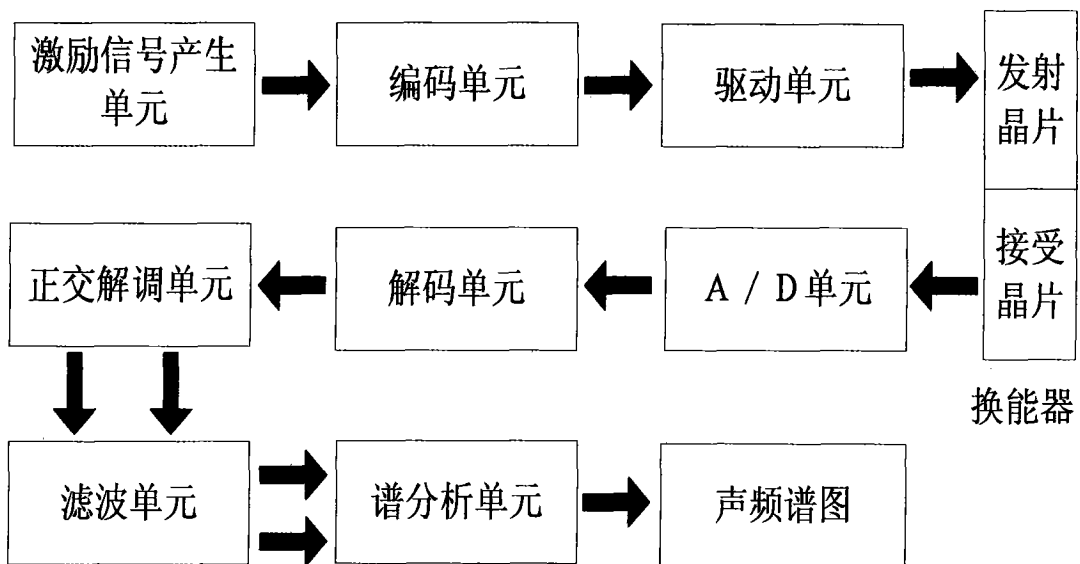 激励信号产生
单元
编码单元
驱动单元
发射
晶片
正交解调单元
解码单元
A / D单元
接受
晶片
换能器
滤波单元
谱分析单元
声频谱图